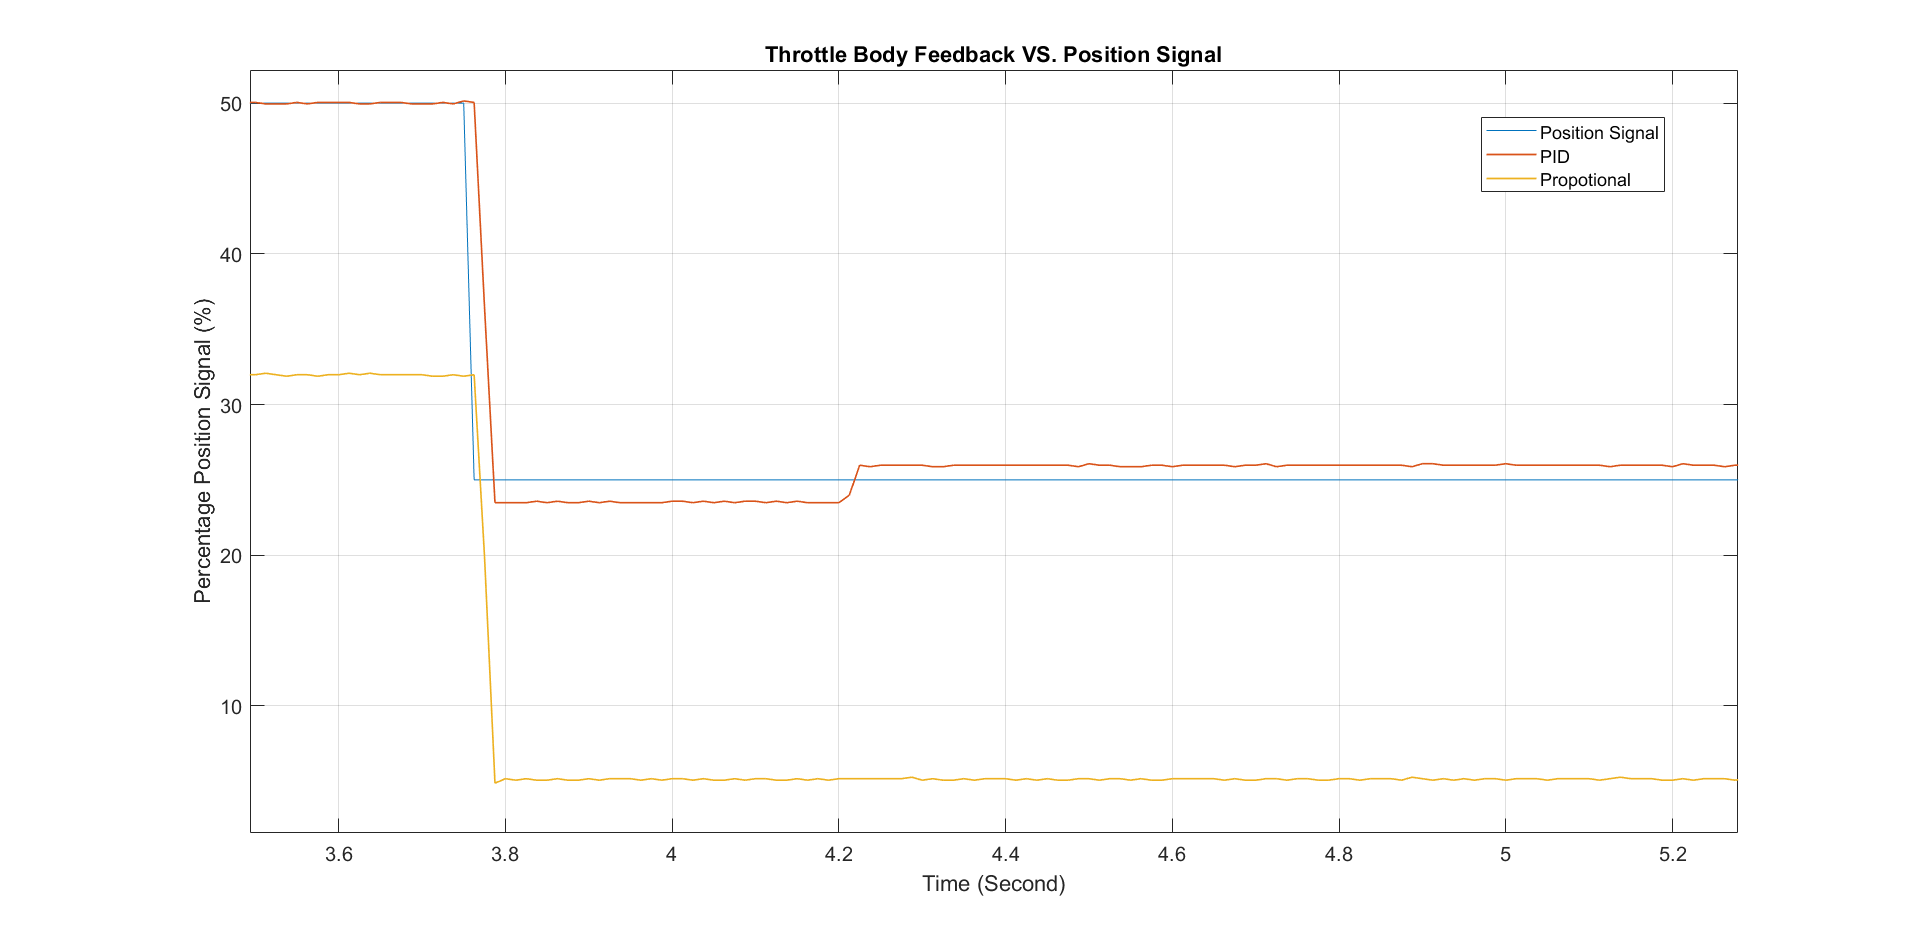 Throttle Body Feedback VS. Position Signal
Position Signal
PID
Propotional
Percentage Position Signal (%)
50
40
30
20
10
3.6 3.8 4 4.2 4.4 4.6 4.8 5 5.2
Time (Second)